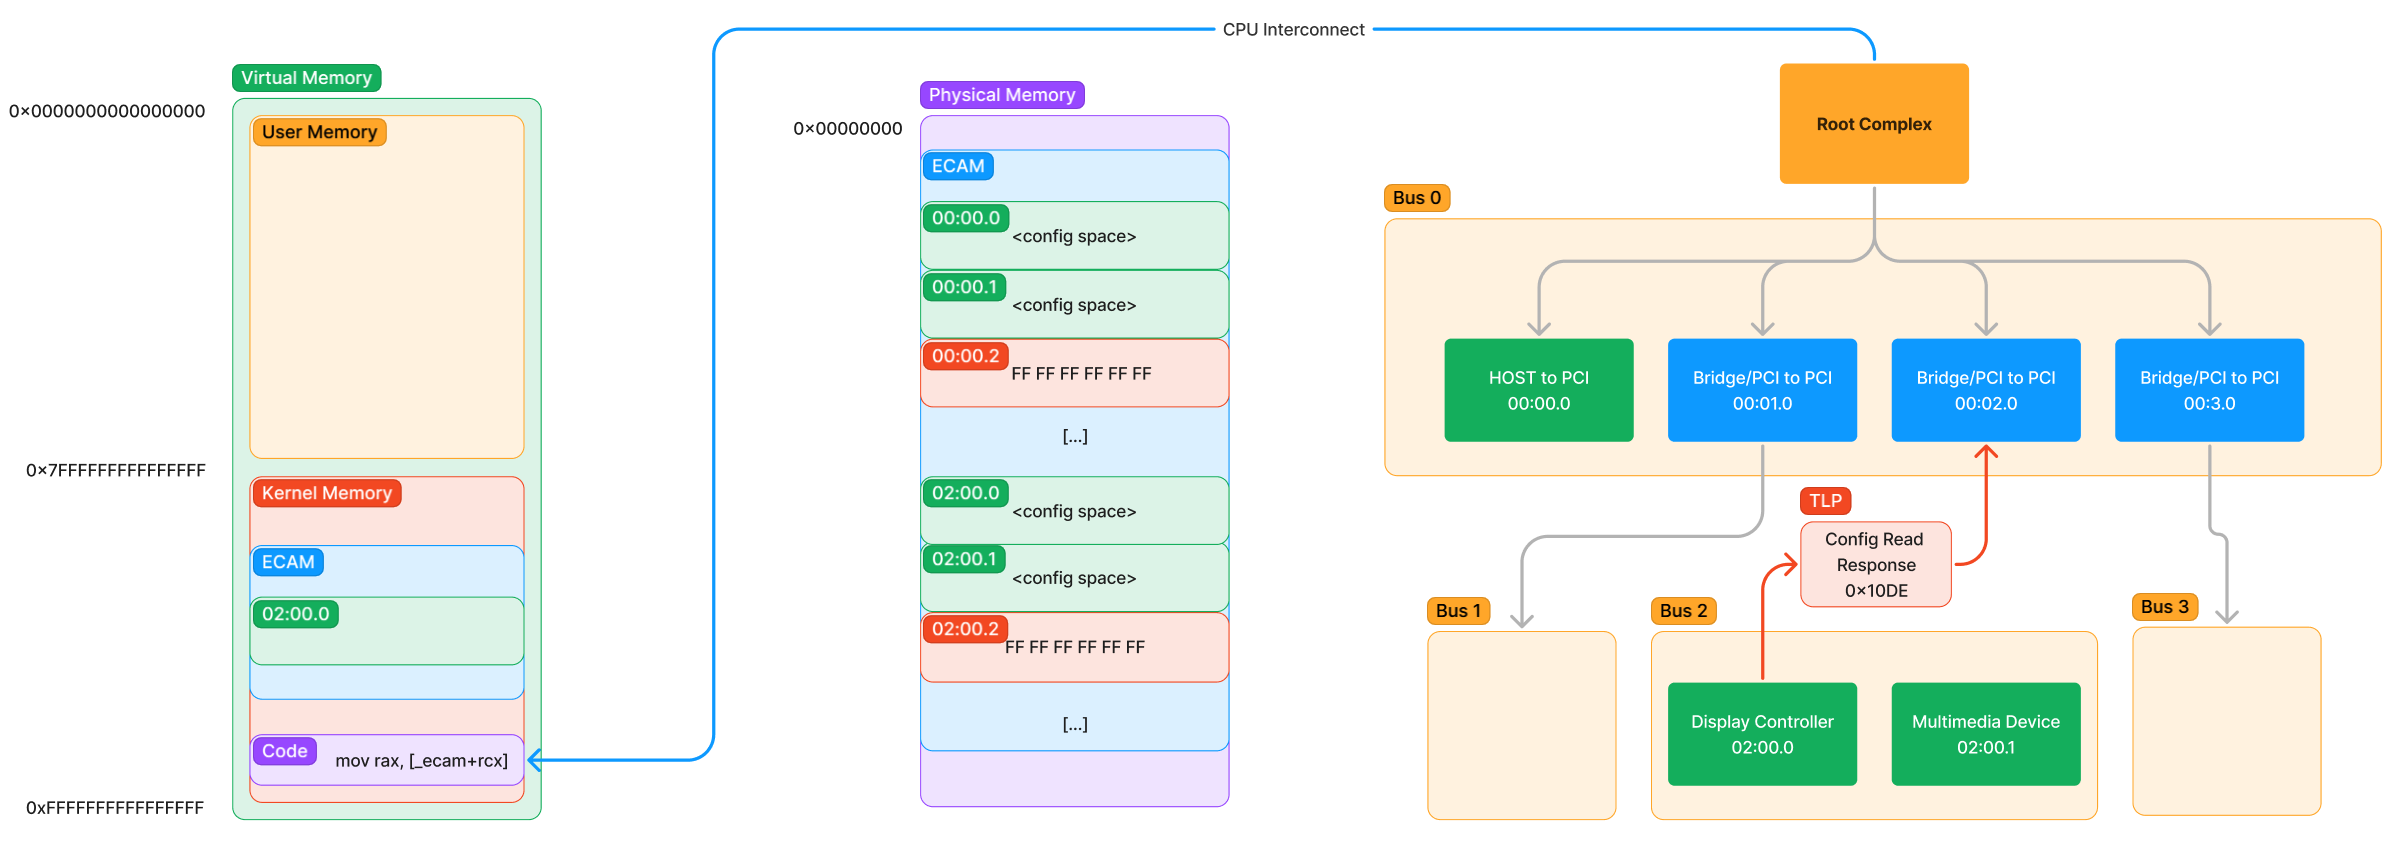 CPU Interconnect
Virtual Memory
0×0000000000000000
User Memory
0×7FFFFFFFFFFFFFFF
Kernel Memory
ECAM
02:00.0
Code
mov rax, [_ecam+rcx]
0xFFFFFFFFFFFFFFFF
Physical Memory
0×00000000
ECAM
00:00.0
<config space>
00:00.1
<config space>
00:00.2
FF FF FF FF FF FF
[...]
02:00.0
<config space>
02:00.1
<config space>
02:00.2
FF FF FF FF FF FF
[...]
Root Complex
Bus 0
HOST to PCI
00:00.0
Bridge/PCI to PCI
00:01.0
Bridge/PCI to PCI
00:02.0
Bridge/PCI to PCI
00:3.0
TLP
Config Read
Response
0×10DE
Bus 1
Bus 2
Display Controller
02:00.0
Multimedia Device
02:00.1
Bus 3